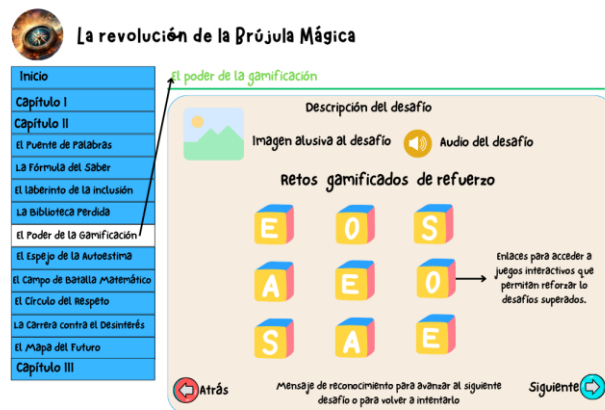 La revolución de la Brújula Mágica
Inicio
Capítulo I
Capítulo II
El Puente de Palabras
La Fórmula del Saber
El laberinto de la inclusión
La Biblioteca Perdida
El Poder de la Gamificación
El Espejo de la Autoestima
El Campo de Batalla Matemático
El Círculo del Respeto
La Carrera contra el Desinterés
El Mapa del Futuro
Capítulo III
El poder de la gamificación
Descripción del desafío
Imagen alusiva al desafío
Audio del desafío
Retos gamificados de refuerzo
E O S
A E O
S A E
Enlaces para acceder a
juegos interactivos que
permitan reforzar lo
desafíos superados.
Atrás
Mensaje de reconocimiento para avanzar al siguiente
desafío o para volver a intentarlo
Siguiente